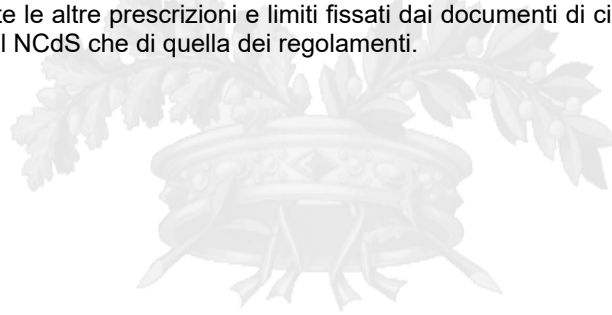 te le altre prescrizioni e limiti fissati dai documenti di ci
l NCdS che di quella dei regolamenti.